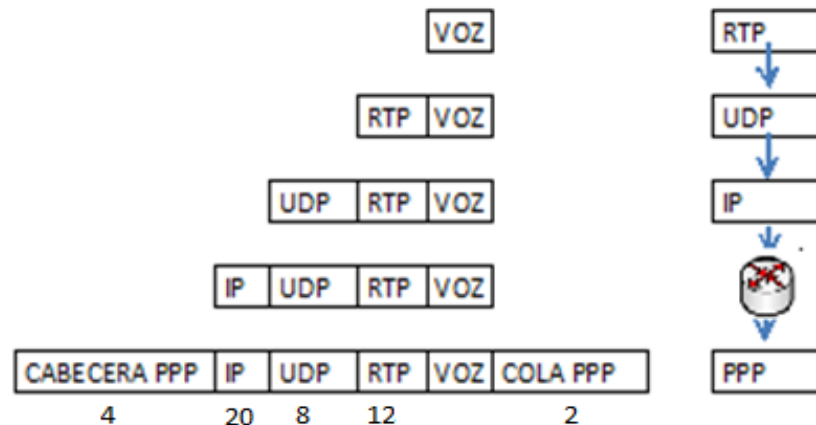 VOZ RTP
RTP VOZ UDP
UDP RTP VOZ IP
IP UDP RTP VOZ
CABECERA PPP IP UDP RTP VOZ COLA PPP PPP
4 20 8 12 2